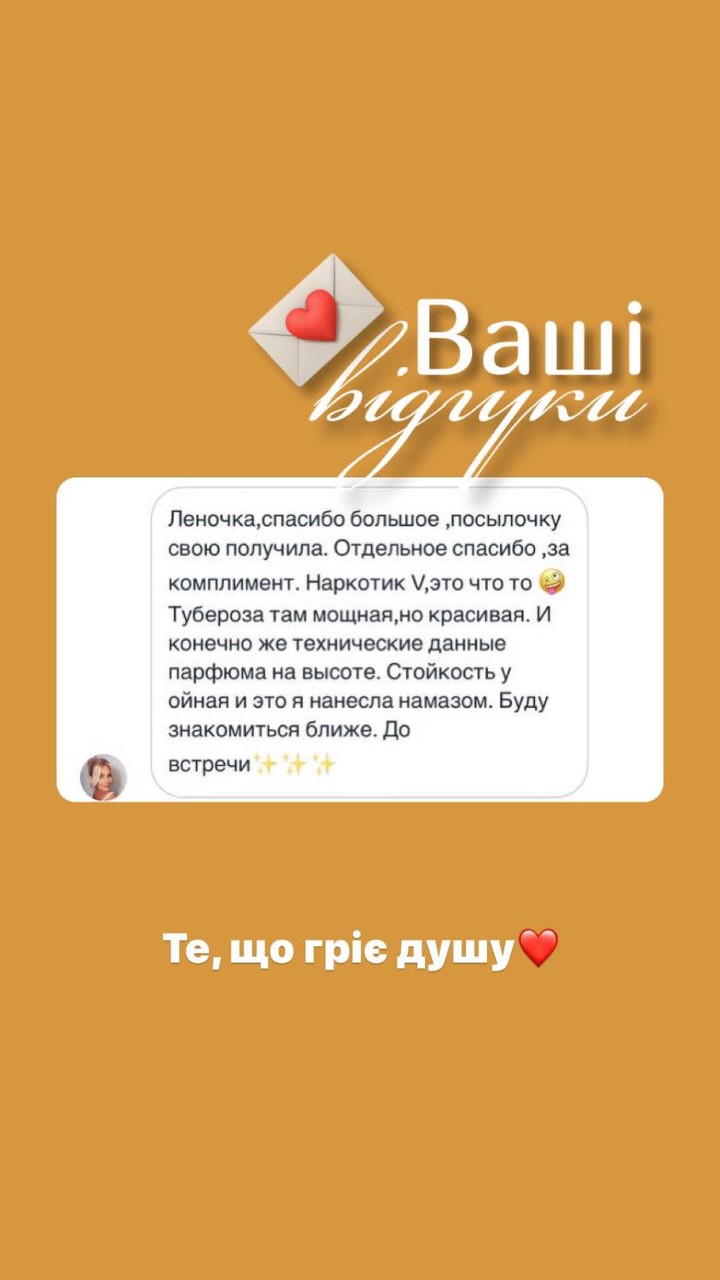 Ваші
відгуки
Леночка,спасибо большое ,посылочку
свою получила. Отдельное спасибо ,за
комплимент. Наркотик V,это что то 🤪
Тубероза там мощная,но красивая. И
конечно же технические данные
парфюма на высоте. Стойкость у
ойная и это я нанесла намазом. Буду
знакомиться ближе. До
встречи✨✨✨
Те, що гріє душу❤️